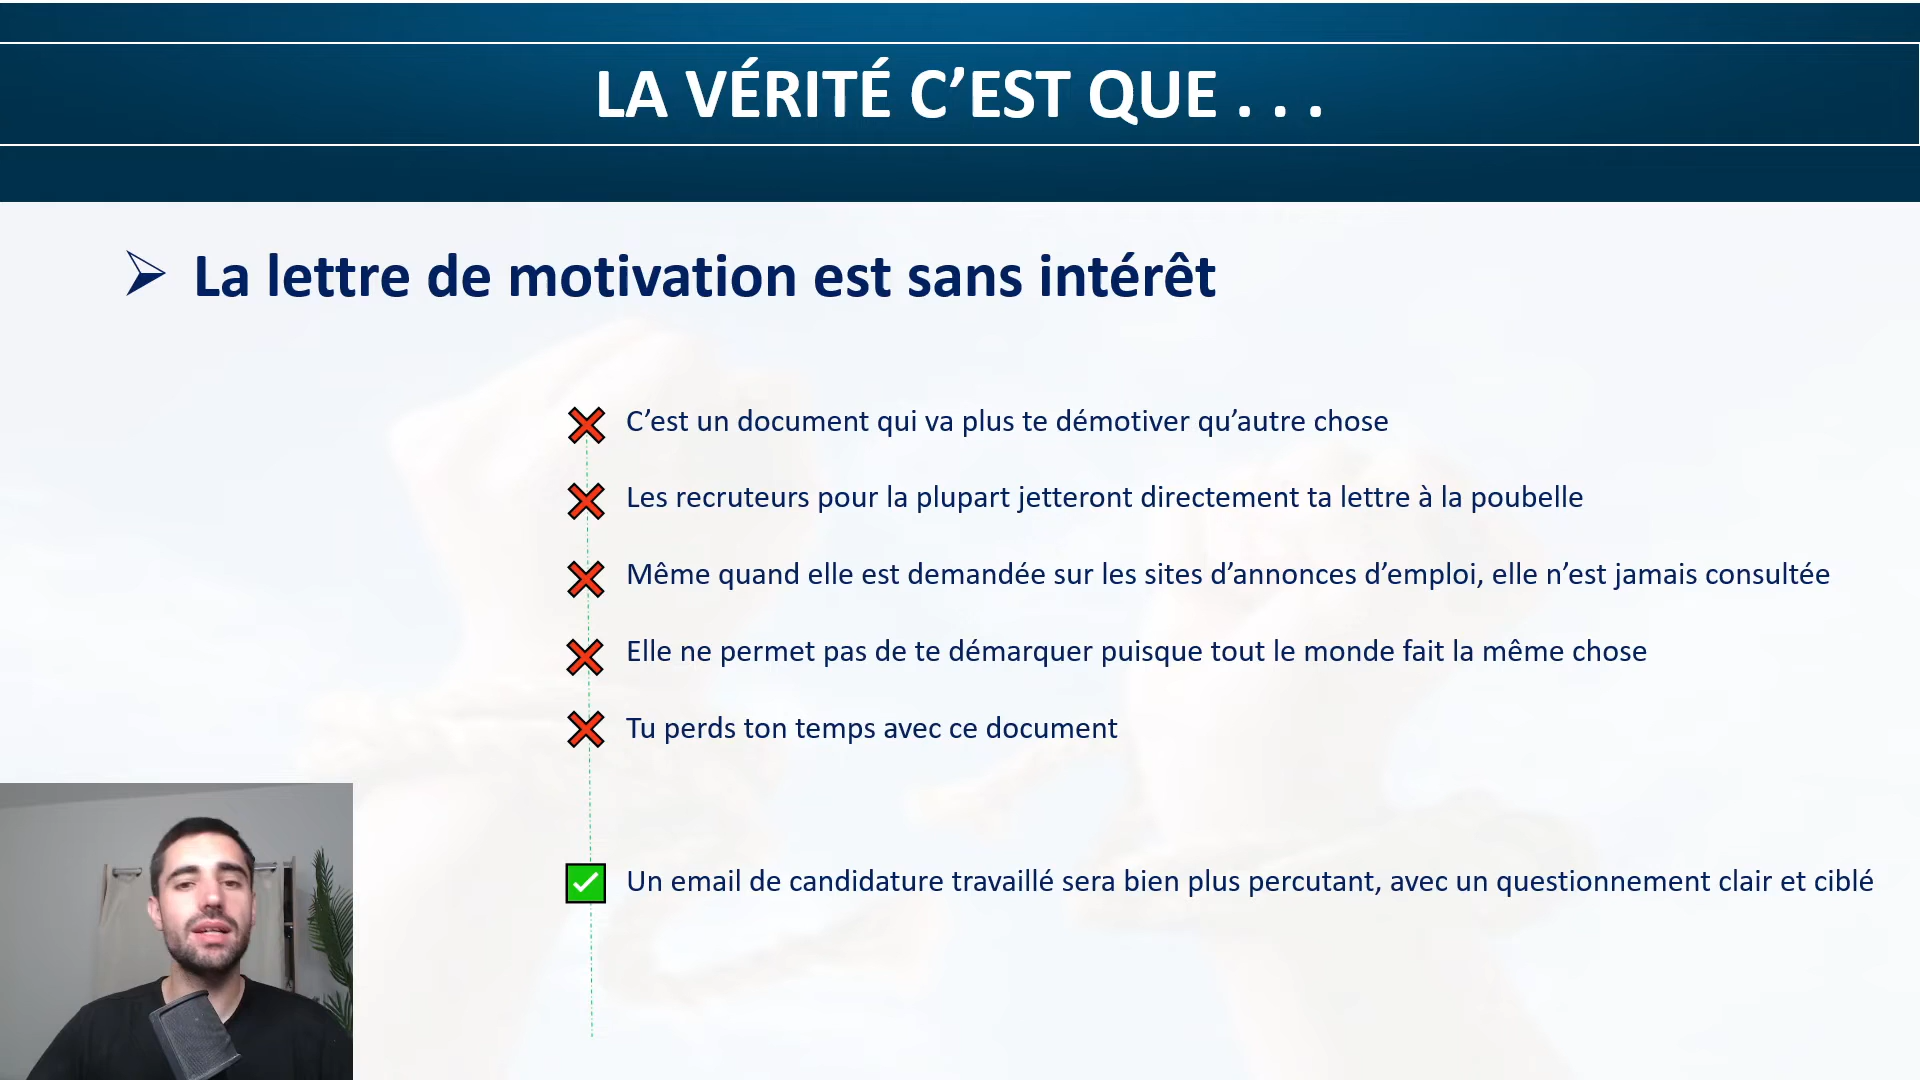 LA VÉRITÉ C’EST QUE . . .
La lettre de motivation est sans intérêt
C’est un document qui va plus te démotiver qu’autre chose
Les recruteurs pour la plupart jetteront directement ta lettre à la poubelle
Même quand elle est demandée sur les sites d’annonces d’emploi, elle n’est jamais consultée
Elle ne permet pas de te démarquer puisque tout le monde fait la même chose
Tu perds ton temps avec ce document
Un email de candidature travaillé sera bien plus percutant, avec un questionnement clair et ciblé